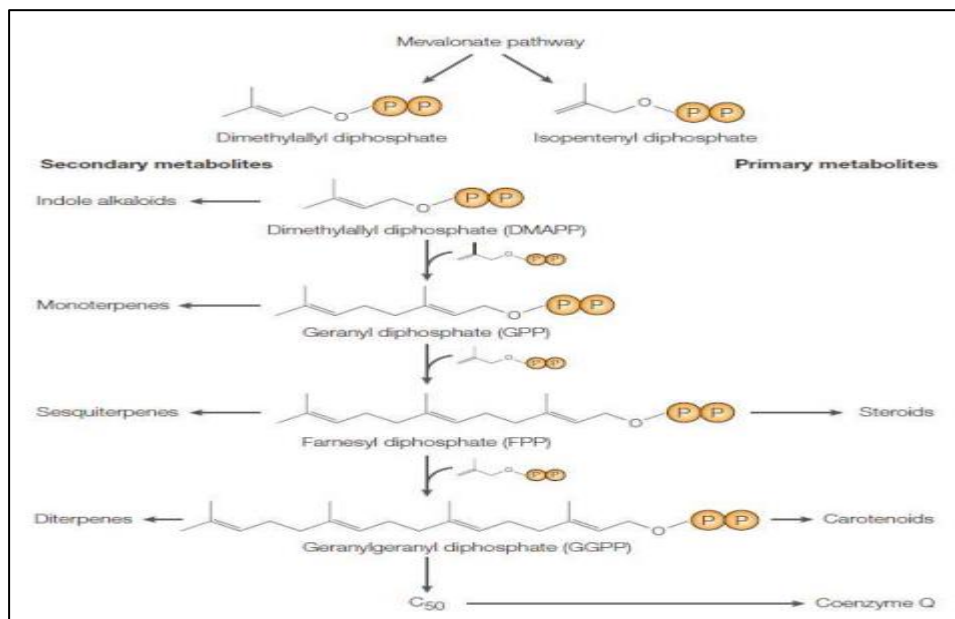 Mevalonate pathway
O P P O P P
Dimethylallyl diphosphate Isopentenyl diphosphate
Secondary metabolites Primary metabolites
Indole alkaloids O P P
Dimethylallyl diphosphate (DMAPP)
O P P
Monoterpenes O P P
Geranyl diphosphate (GPP)
O P P
Sesquiterpenes O P P Steroids
Farnesyl diphosphate (FPP)
O P P
Diterpenes O P P Carotenoids
Geranylgeranyl diphosphate (GGPP)
C50 Coenzyme Q